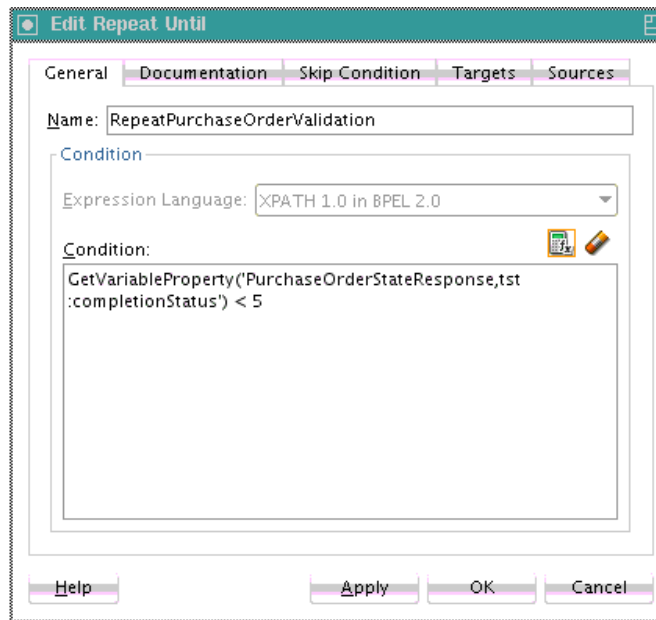 Edit Repeat Until
General Documentation Skip Condition Targets Sources
Name: RepeatPurchaseOrderValidation
Condition
Expression Language: XPATH 1.0 in BPEL 2.0
Condition:
GetVariableProperty('PurchaseOrderStateResponse,tst
:completionStatus') < 5
Help Apply OK Cancel